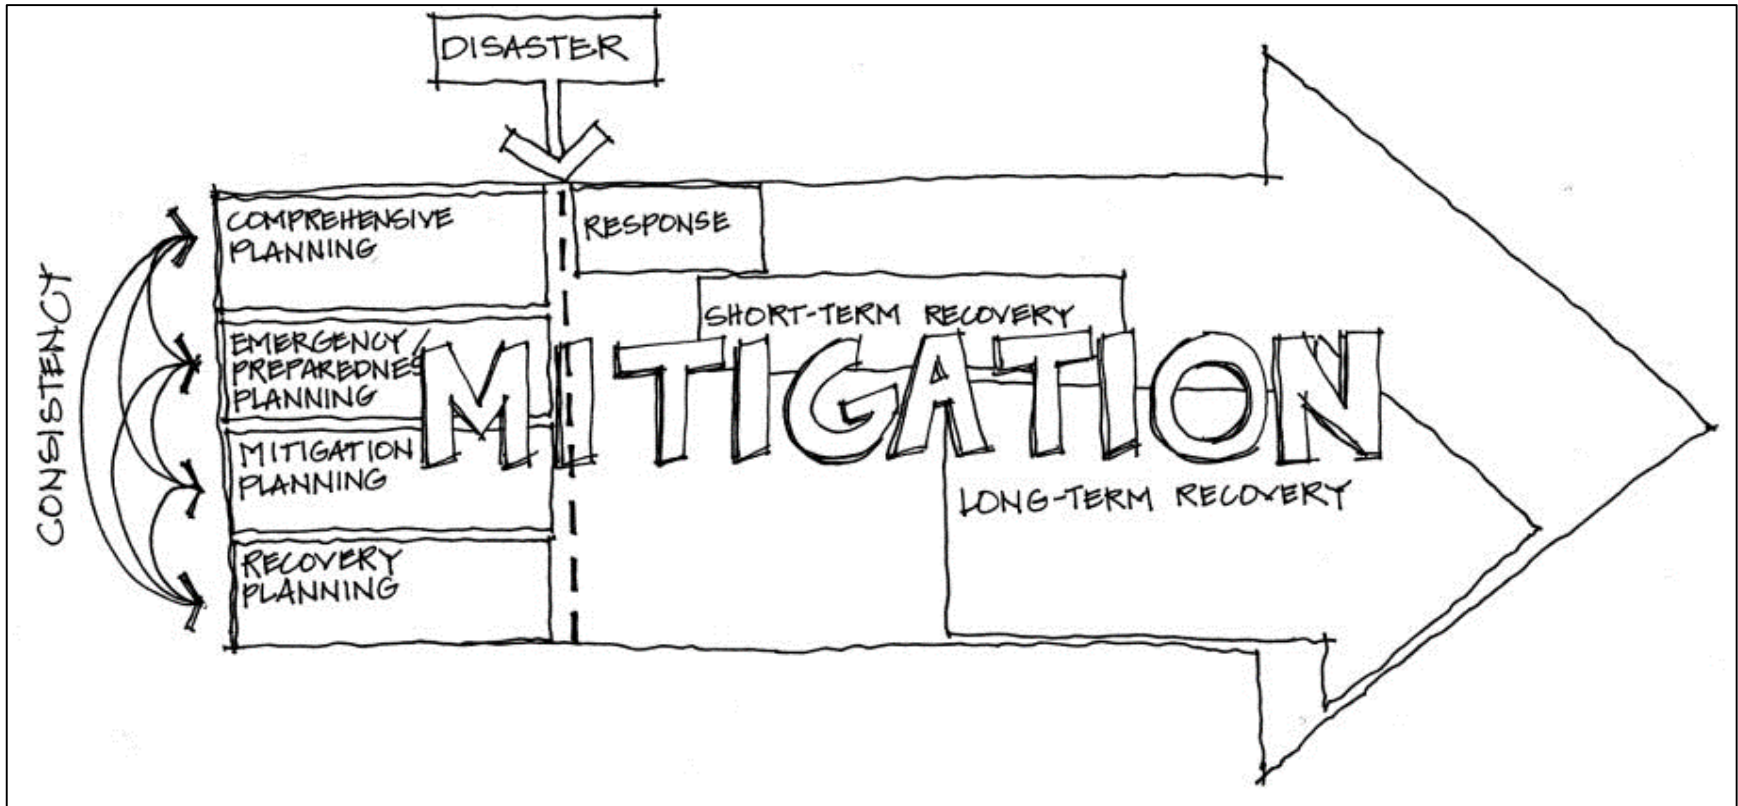 DISASTER
CONSISTENCY
COMPREHENSIVE
PLANNING
RESPONSE
SHORT-TERM RECOVERY
EMERGENCY/
PREPAREDNES
PLANNING
MITIGATION
MITIGATION
PLANNING
LONG-TERM RECOVERY
RECOVERY
PLANNING